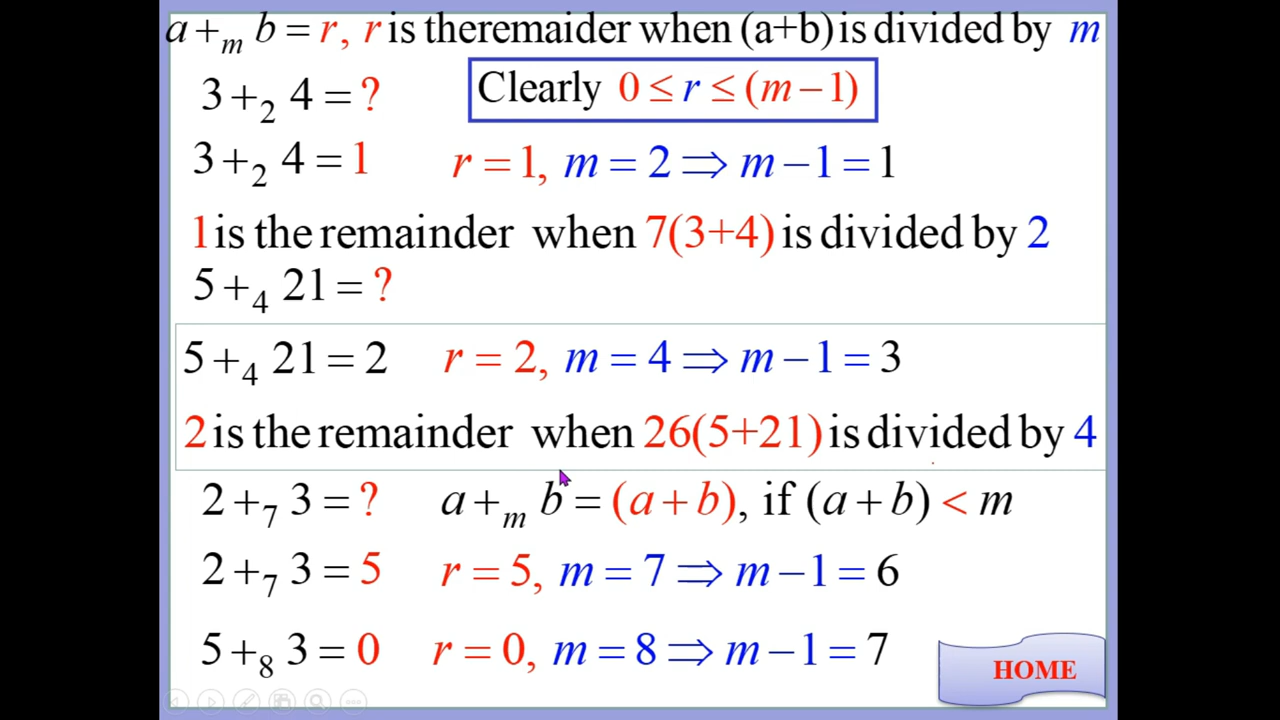 a +ₘ b = r, r is theremaider when (a+b) is divided by m
3 +₂ 4 = ?
Clearly 0 ≤ r ≤ (m − 1)
3 +₂ 4 = 1 r = 1, m = 2 ⇒ m − 1 = 1
1 is the remainder when 7(3+4) is divided by 2
5 +₄ 21 = ?
5 +₄ 21 = 2 r = 2, m = 4 ⇒ m − 1 = 3
2 is the remainder when 26(5+21) is divided by 4
2 +₇ 3 = ? a +ₘ b = (a + b), if (a + b) < m
2 +₇ 3 = 5 r = 5, m = 7 ⇒ m − 1 = 6
5 +₈ 3 = 0 r = 0, m = 8 ⇒ m − 1 = 7
HOME